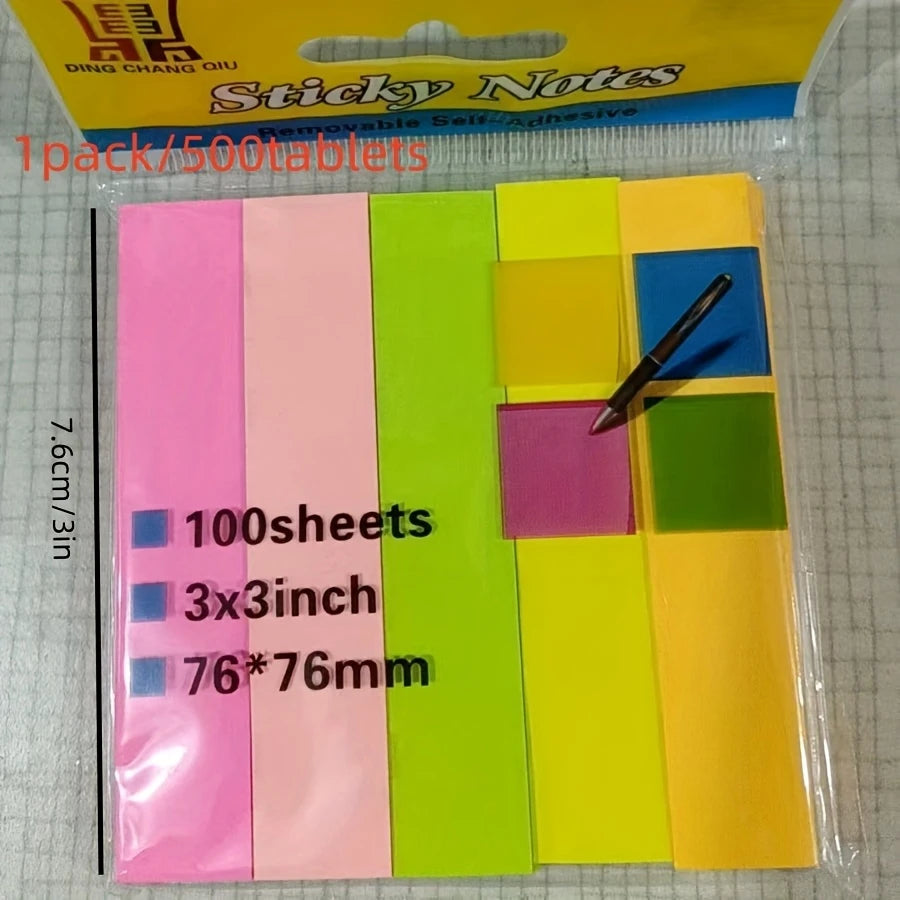 DING CHANG QIU
Sticky Notes
Removable Self-Adhesive
1pack/500tablets
7.6cm/3in
100sheets
3x3inch
76*76mm